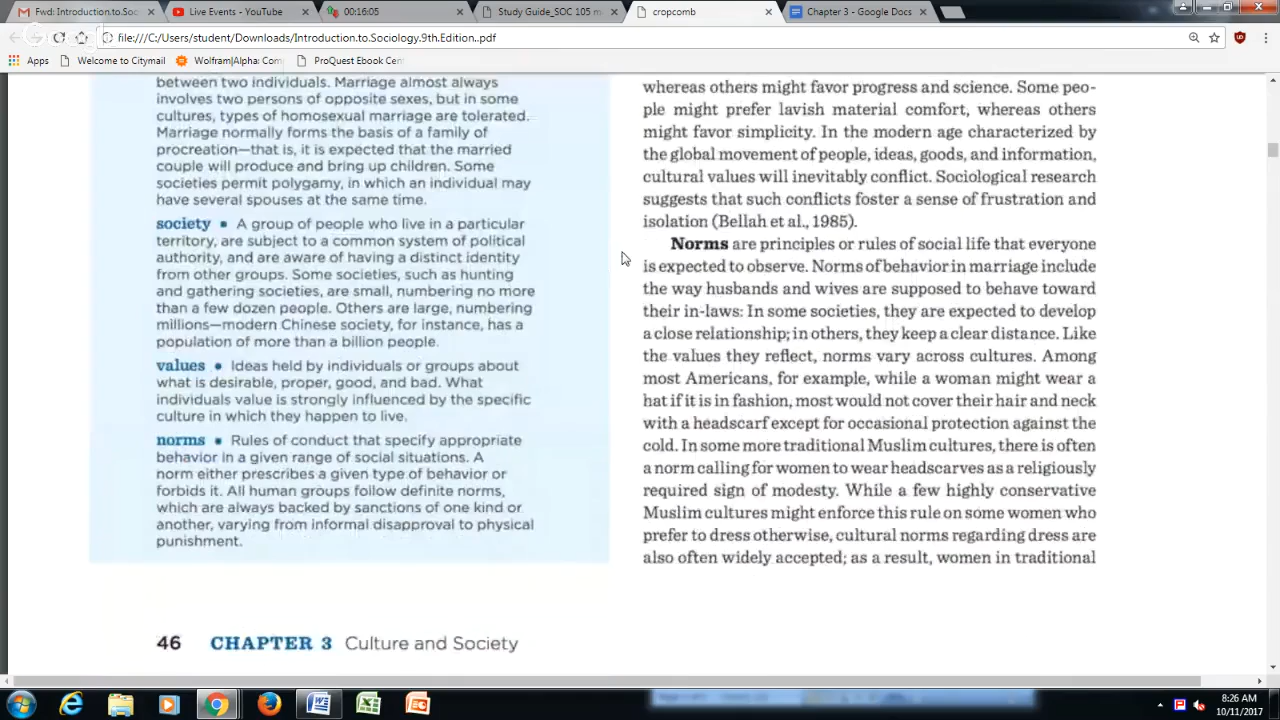 Fwd: Introduction.to.Soc
Live Events - YouTube
00:16:05
Study Guide_SOC 105 m
cropcomb
Chapter 3 - Google Docs
file:///C:/Users/student/Downloads/Introduction.to.Sociology.9th.Edition..pdf
Apps
Welcome to Citymail
Wolfram|Alpha: Com
ProQuest Ebook Cen
between two individuals. Marriage almost always
involves two persons of opposite sexes, but in some
cultures, types of homosexual marriage are tolerated.
Marriage normally forms the basis of a family of
procreation—that is, it is expected that the married
couple will produce and bring up children. Some
societies permit polygamy, in which an individual may
have several spouses at the same time.
society • A group of people who live in a particular
territory, are subject to a common system of political
authority, and are aware of having a distinct identity
from other groups. Some societies, such as hunting
and gathering societies, are small, numbering no more
than a few dozen people. Others are large, numbering
millions—modern Chinese society, for instance, has a
population of more than a billion people.
values • Ideas held by individuals or groups about
what is desirable, proper, good, and bad. What
individuals value is strongly influenced by the specific
culture in which they happen to live.
norms • Rules of conduct that specify appropriate
behavior in a given range of social situations. A
norm either prescribes a given type of behavior or
forbids it. All human groups follow definite norms,
which are always backed by sanctions of one kind or
another, varying from informal disapproval to physical
punishment.
whereas others might favor progress and science. Some peo-
ple might prefer lavish material comfort, whereas others
might favor simplicity. In the modern age characterized by
the global movement of people, ideas, goods, and information,
cultural values will inevitably conflict. Sociological research
suggests that such conflicts foster a sense of frustration and
isolation (Bellah et al., 1985).
Norms are principles or rules of social life that everyone
is expected to observe. Norms of behavior in marriage include
the way husbands and wives are supposed to behave toward
their in-laws: In some societies, they are expected to develop
a close relationship; in others, they keep a clear distance. Like
the values they reflect, norms vary across cultures. Among
most Americans, for example, while a woman might wear a
hat if it is in fashion, most would not cover their hair and neck
with a headscarf except for occasional protection against the
cold. In some more traditional Muslim cultures, there is often
a norm calling for women to wear headscarves as a religiously
required sign of modesty. While a few highly conservative
Muslim cultures might enforce this rule on some women who
prefer to dress otherwise, cultural norms regarding dress are
also often widely accepted; as a result, women in traditional
46 CHAPTER 3 Culture and Society
8:26 AM
10/11/2017